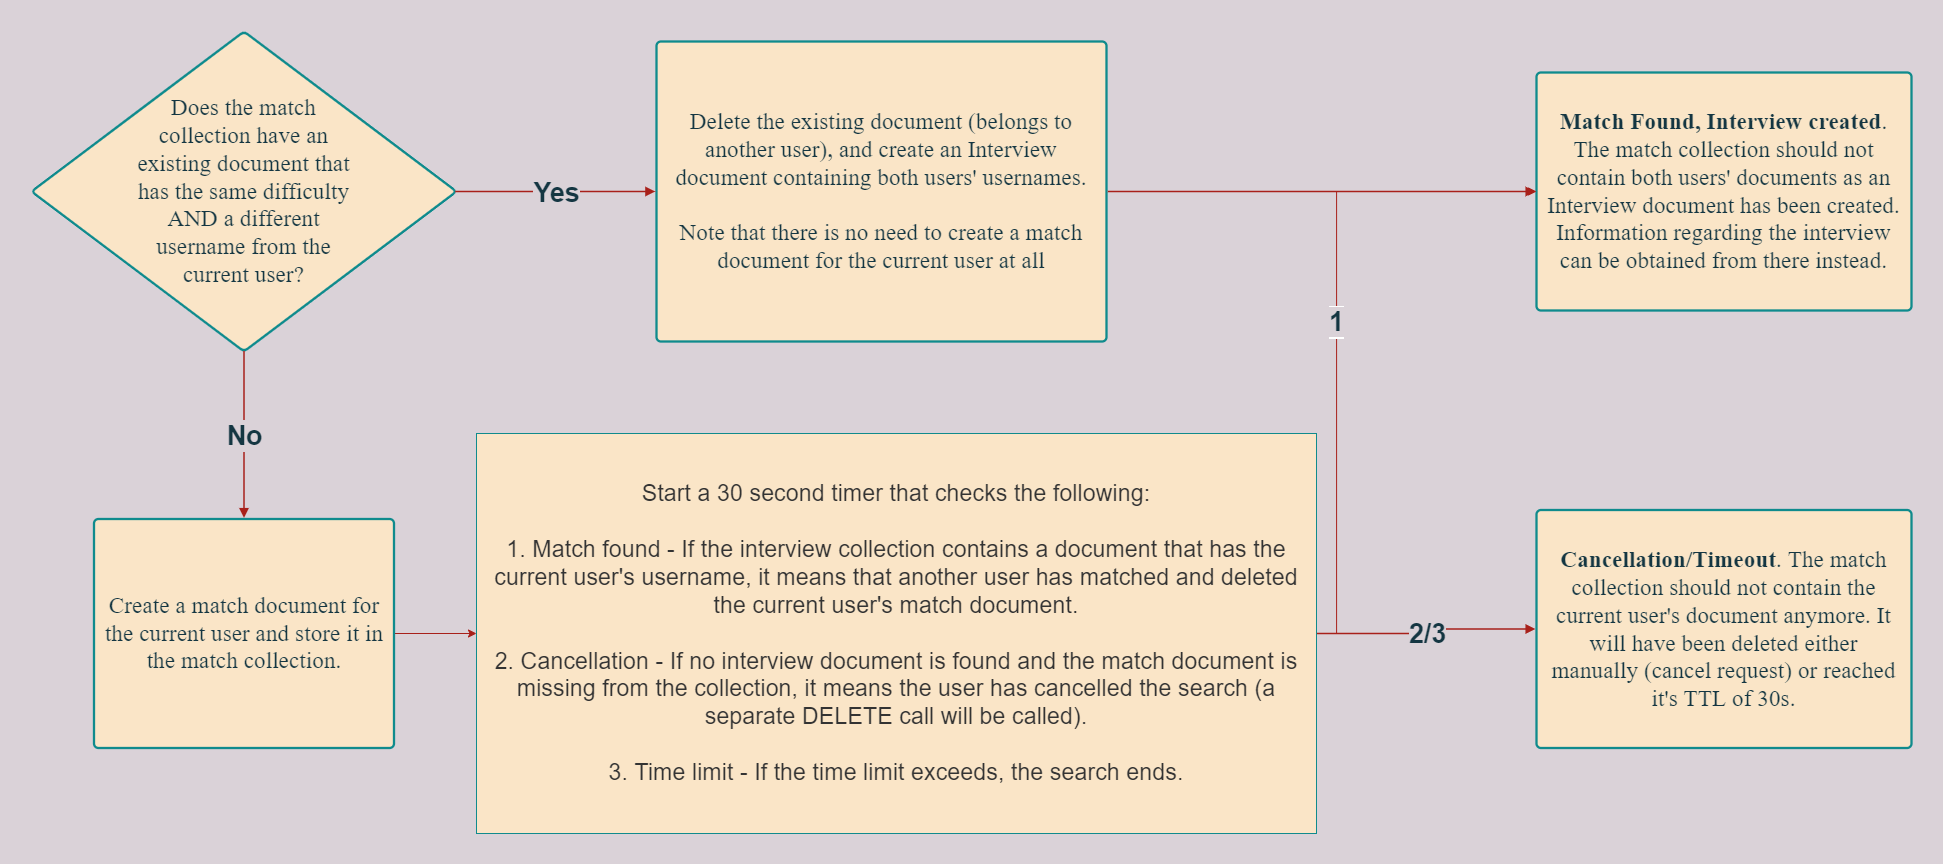 Does the match
collection have an
existing document that
has the same difficulty
AND a different
username from the
current user?
Yes
Delete the existing document (belongs to
another user), and create an Interview
document containing both users' usernames.
Note that there is no need to create a match
document for the current user at all
Match Found, Interview created.
The match collection should not
contain both users' documents as an
Interview document has been created.
Information regarding the interview
can be obtained from there instead.
1
No
Create a match document for
the current user and store it in
the match collection.
Start a 30 second timer that checks the following:
1. Match found - If the interview collection contains a document that has the
current user's username, it means that another user has matched and deleted
the current user's match document.
2. Cancellation - If no interview document is found and the match document is
missing from the collection, it means the user has cancelled the search (a
separate DELETE call will be called).
3. Time limit - If the time limit exceeds, the search ends.
2/3
Cancellation/Timeout. The match
collection should not contain the
current user's document anymore. It
will have been deleted either
manually (cancel request) or reached
it's TTL of 30s.